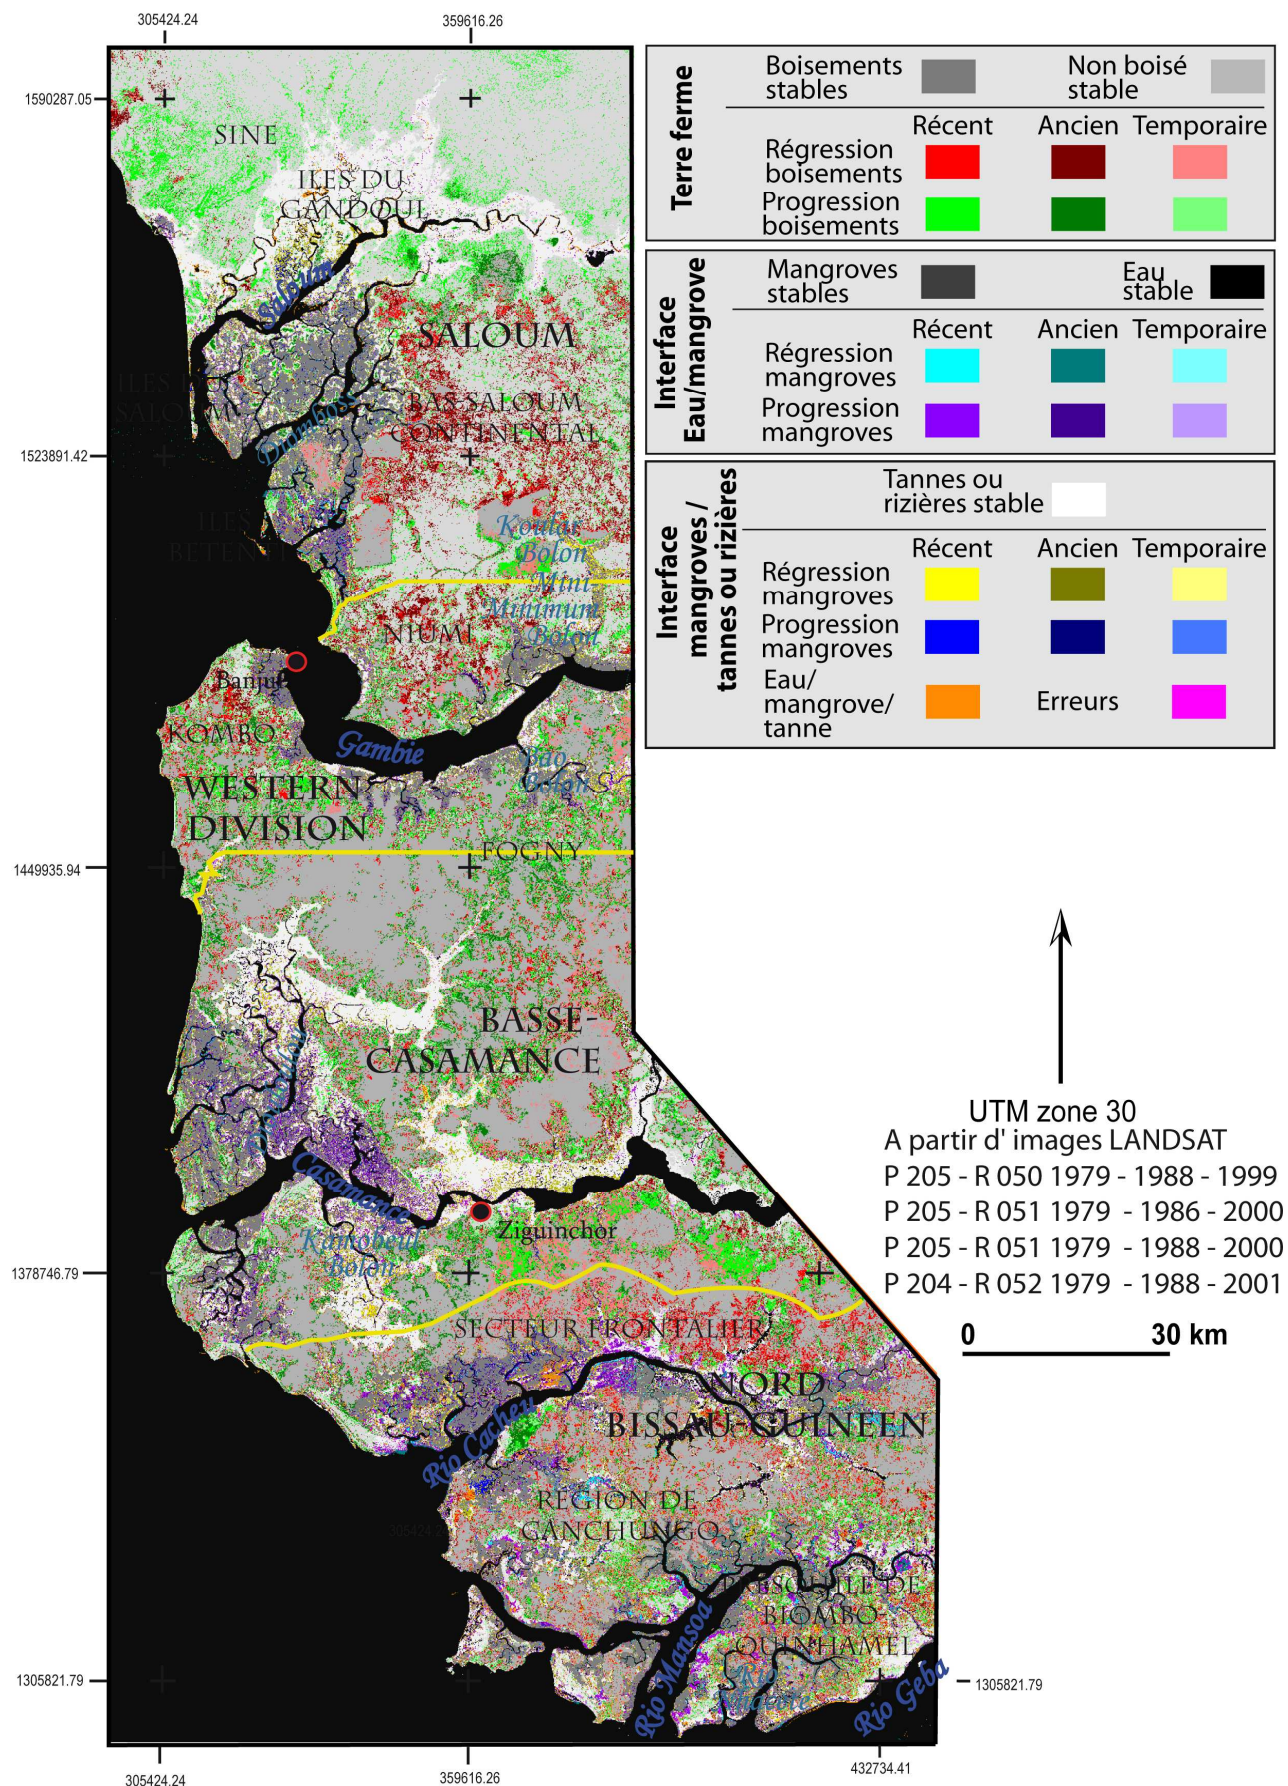 305424.24
359616.26
1590287.05
1523891.42
1449935.94
1378746.79
1305821.79
305424.24
359616.26
432734.41
1305821.79
SINE
ILES DU
GANDOUL
Saloum
SALOUM
ILES DU
SALOUM
BAS-SALOUM
CONTINENTAL
Diomboss
ILES
BETENTI
Koular
Bolon
Mini
Minimum
Bolon
NIUMI
Banjul
KOMBO
Gambie
Bao
Bolon
WESTERN
DIVISION
FOGNY
BASSE-
CASAMANCE
Casamance
Kamobeul
Bolon
Ziguinchor
SECTEUR FRONTALIER
NORD
BISSAU-GUINEEN
Rio Cacheu
305424.24
REGION DE
CANCHUNGO
PRESQU'ILE DE
BIOMBO
QUINHAMEL
Rio Mansoa
Rio
Rio Geba
Terre ferme
Boisements
stables
Non boisé
stable
Récent
Ancien
Temporaire
Régression
boisements
Progression
boisements
Interface
Eau/mangrove
Mangroves
stables
Eau
stable
Récent
Ancien
Temporaire
Régression
mangroves
Progression
mangroves
Interface
mangroves /
tannes ou rizières
Tannes ou
rizières stable
Récent
Ancien
Temporaire
Régression
mangroves
Progression
mangroves
Eau/
mangrove/
tanne
Erreurs
UTM zone 30
A partir d' images LANDSAT
P 205 - R 050 1979 - 1988 - 1999
P 205 - R 051 1979 - 1986 - 2000
P 205 - R 051 1979 - 1988 - 2000
P 204 - R 052 1979 - 1988 - 2001
0
30 km